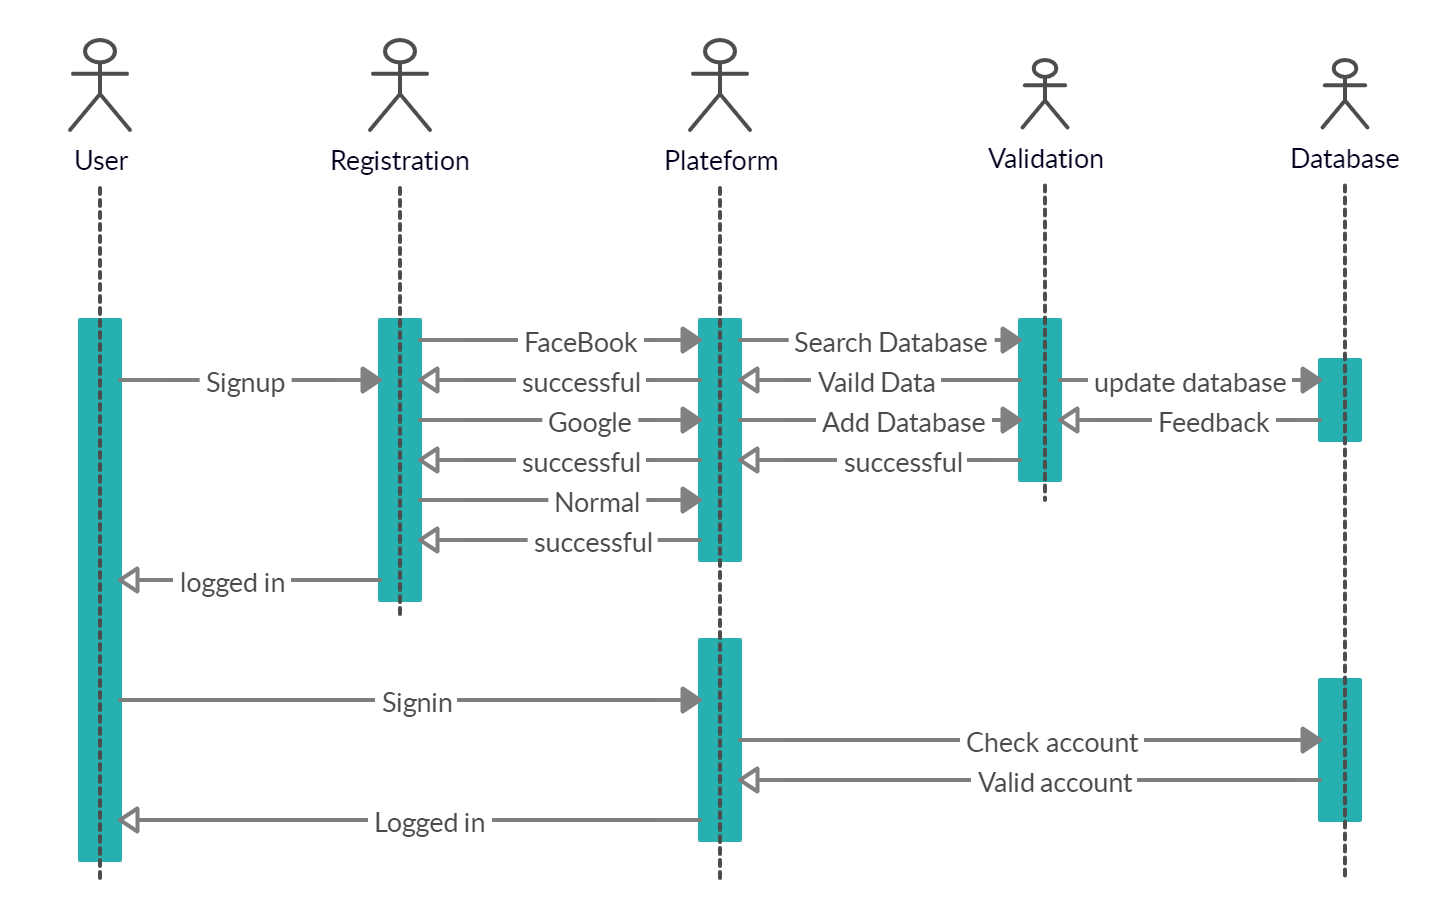 User
Registration
Plateform
Validation
Database
FaceBook
Search Database
Signup
successful
Vaild Data
update database
Google
Add Database
Feedback
successful
successful
Normal
successful
logged in
Signin
Check account
Valid account
Logged in